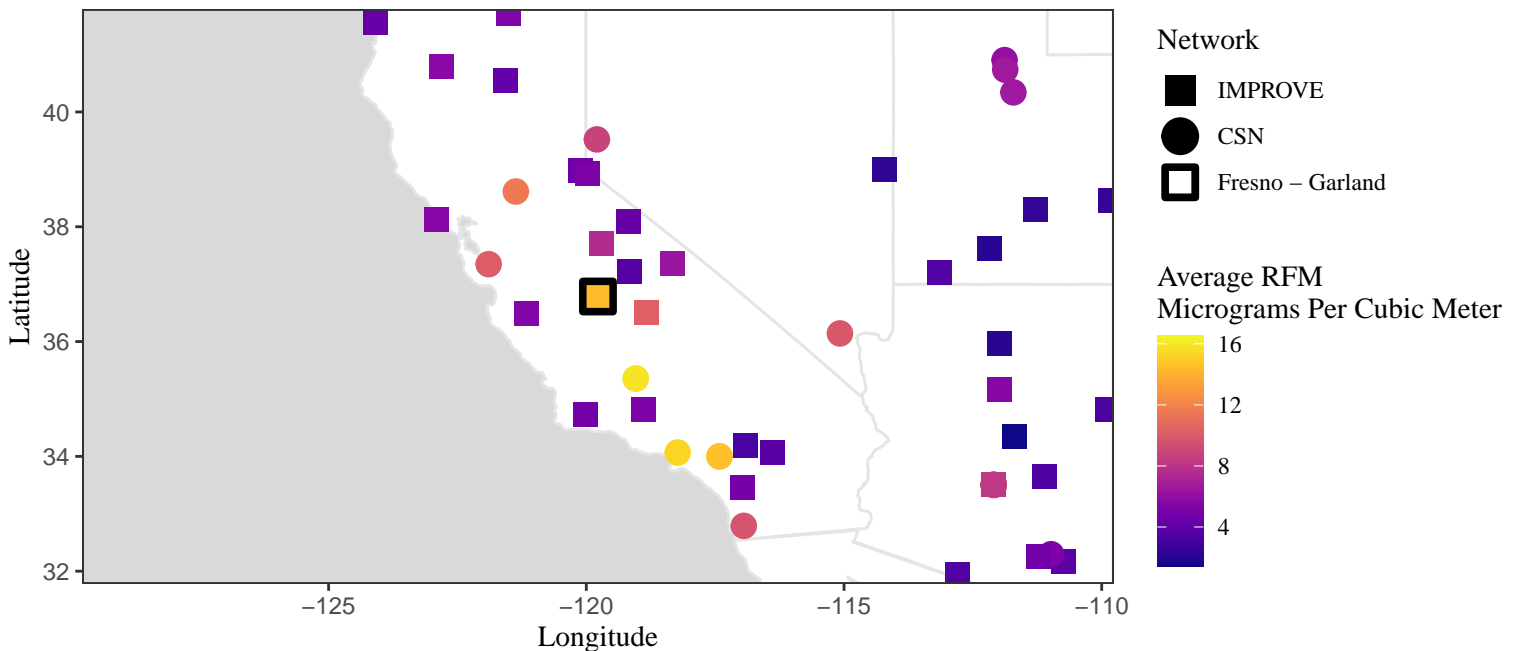 40
38
36
34
32
Latitude
−125
−120
−115
−110
Longitude
Network
IMPROVE
CSN
Fresno − Garland
Average RFM
Micrograms Per Cubic Meter
16
12
8
4